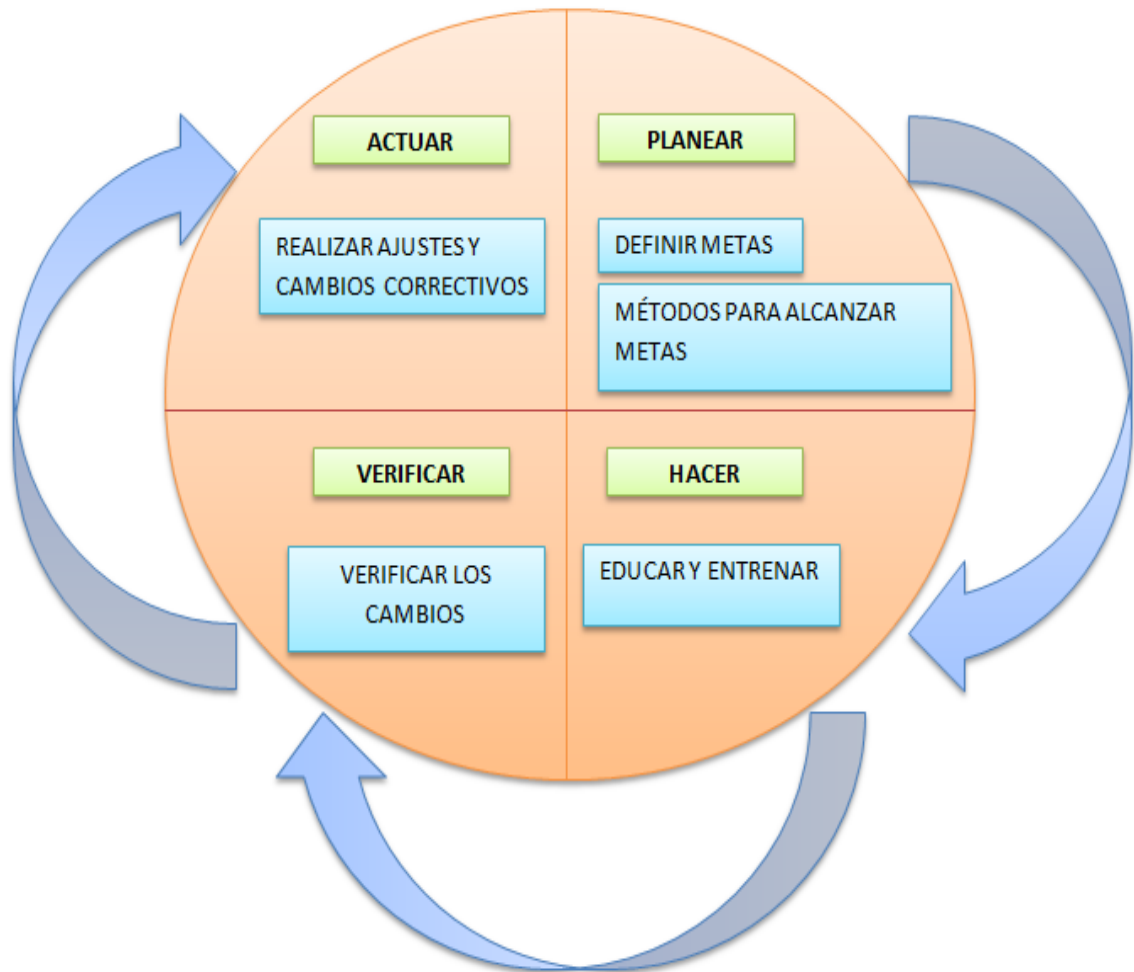 ACTUAR
REALIZAR AJUSTES Y
CAMBIOS CORRECTIVOS
PLANEAR
DEFINIR METAS
MÉTODOS PARA ALCANZAR
METAS
VERIFICAR
VERIFICAR LOS
CAMBIOS
HACER
EDUCAR Y ENTRENAR